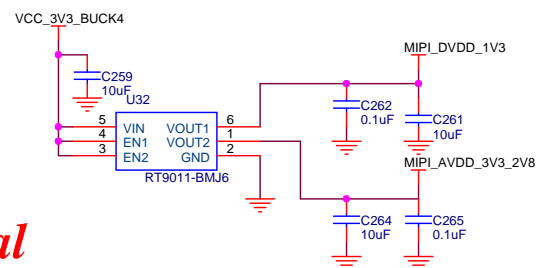 VCC_3V3_BUCK4
MIPI_DVDD_1V3
C259
10uF
U32
5 VIN VOUT1 6
4 EN1 VOUT2 1
3 EN2 GND 2
RT9011-BMJ6
C262
0.1uF
C261
10uF
MIPI_AVDD_3V3_2V8
C264
10uF
C265
0.1uF
al